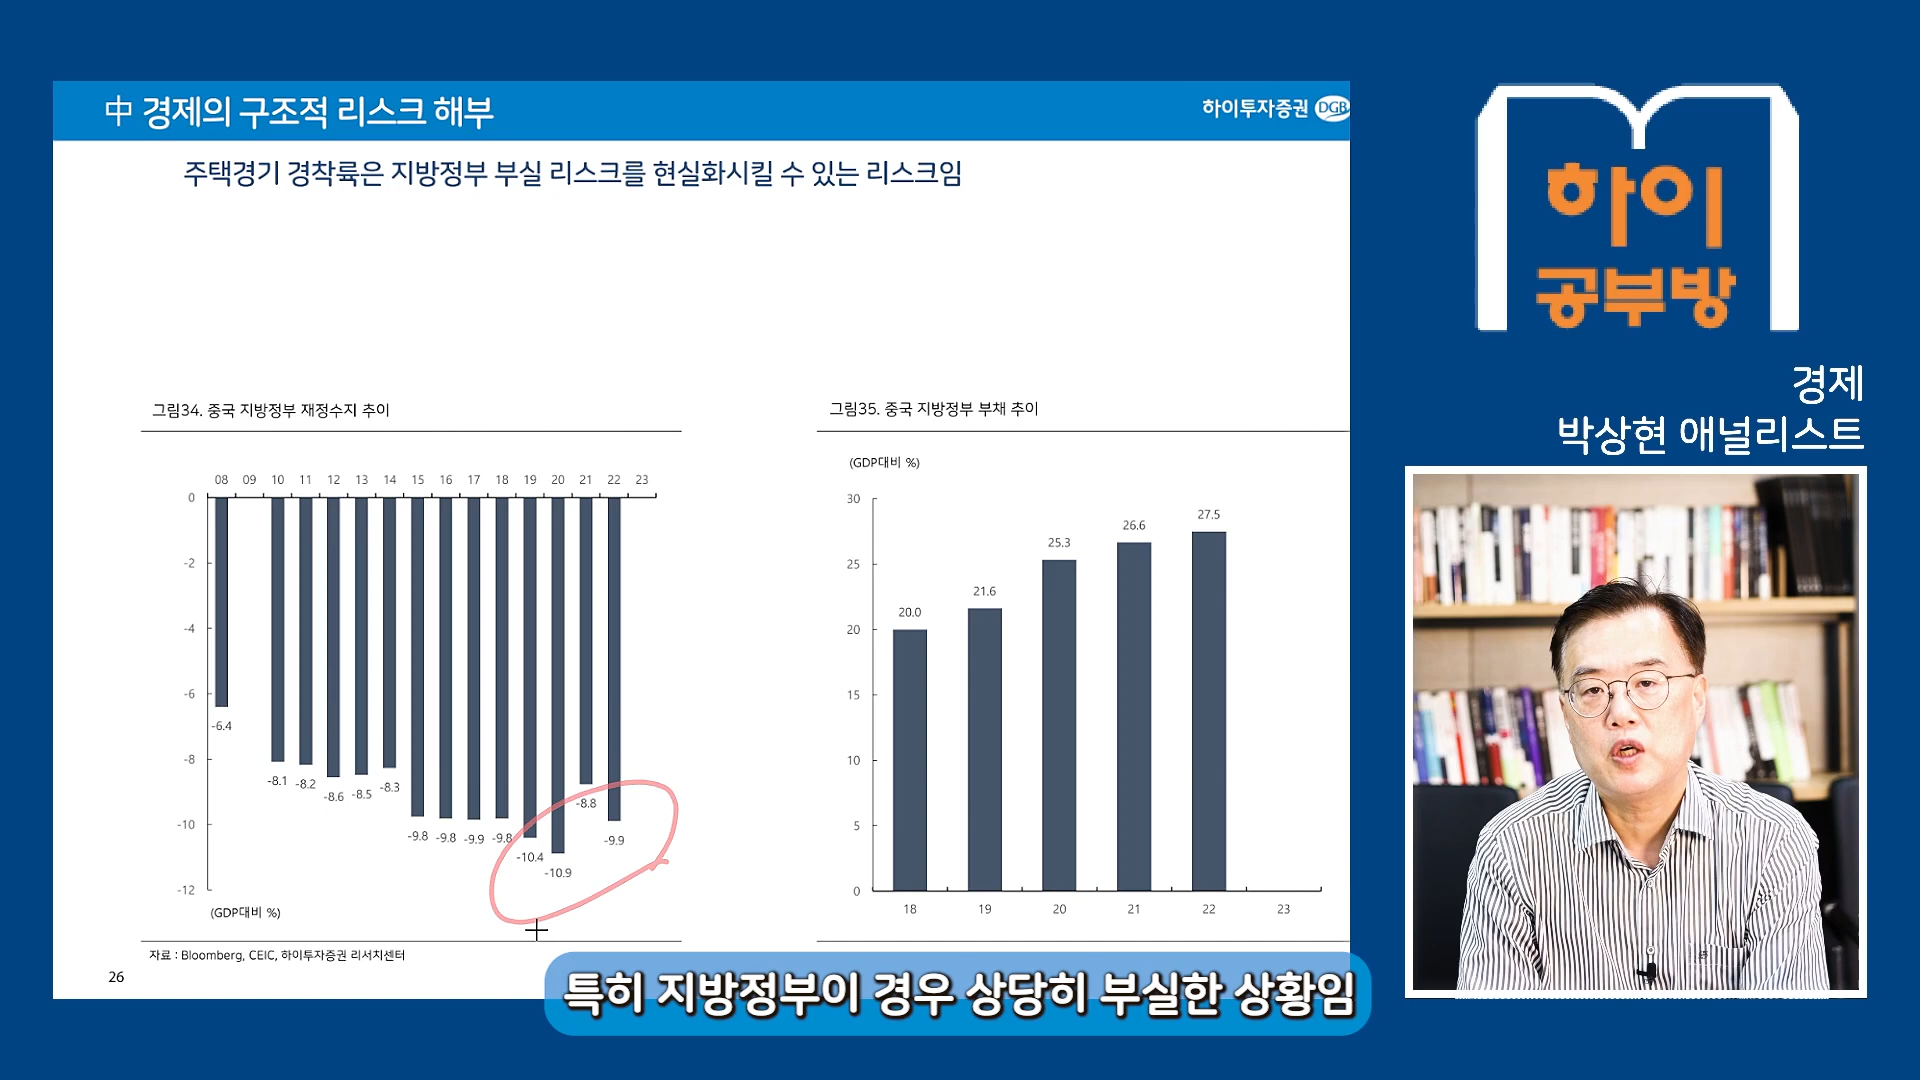 中 경제의 구조적 리스크 해부
하이투자증권 DGB
주택경기 경착륙은 지방정부 부실 리스크를 현실화시킬 수 있는 리스크임
그림34. 중국 지방정부 재정수지 추이
08 09 10 11 12 13 14 15 16 17 18 19 20 21 22 23
0
-2
-4
-6
-8
-10
-12
-6.4
-8.1
-8.2
-8.6
-8.5
-8.3
-9.8
-9.8
-9.9
-9.8
-10.4
-10.9
-8.8
-9.9
(GDP대비 %)
자료 : Bloomberg, CEIC, 하이투자증권 리서치센터
26
그림35. 중국 지방정부 부채 추이
(GDP대비 %)
30
25
20
15
10
5
0
20.0
21.6
25.3
26.6
27.5
18 19 20 21 22 23
하이
공부방
경제
박상현 애널리스트
특히 지방정부이 경우 상당히 부실한 상황임